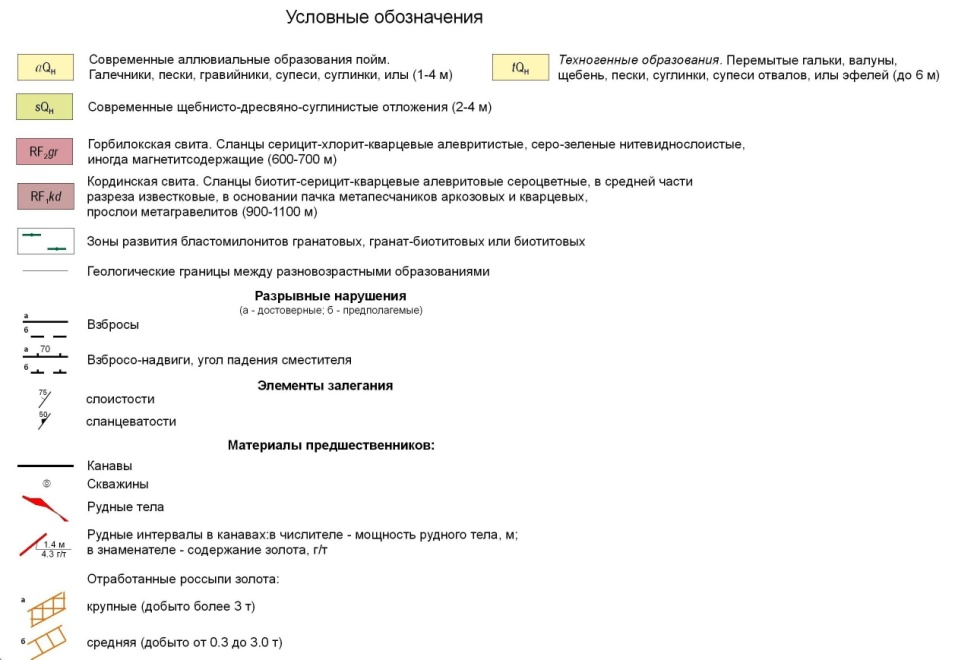 Условные обозначения
aQн
Современные аллювиальные образования пойм.
Галечники, пески, гравийники, супеси, суглинки, илы (1-4 м)
tQн
Техногенные образования. Перемытые гальки, валуны,
щебень, пески, суглинки, супеси отвалов, илы эфелей (до 6 м)
sQн
Современные щебнисто-дресвяно-суглинистые отложения (2-4 м)
RF₂gr
Горбилокская свита. Сланцы серицит-хлорит-кварцевые алевритистые, серо-зеленые нитевиднослоистые,
иногда магнетитсодержащие (600-700 м)
RF₁kd
Кординская свита. Сланцы биотит-серицит-кварцевые алевритовые сероцветные, в средней части
разреза известковые, в основании пачка метапесчаников аркозовых и кварцевых,
прослои метагравелитов (900-1100 м)
Зоны развития бластомилонитов гранатовых, гранат-биотитовых или биотитовых
Геологические границы между разновозрастными образованиями
Разрывные нарушения
(а - достоверные; б - предполагемые)
а
б
Взбросы
а 70
б
Взбросо-надвиги, угол падения сместителя
Элементы залегания
75
слоистости
50
сланцеватости
Материалы предшественников:
Канавы
Скважины
Рудные тела
1.4 м
4.3 г/т
Рудные интервалы в канавах:в числителе - мощность рудного тела, м;
в знаменателе - содержание золота, г/т
Отработанные россыпи золота:
а
крупные (добыто более 3 т)
б
средняя (добыто от 0.3 до 3.0 т)